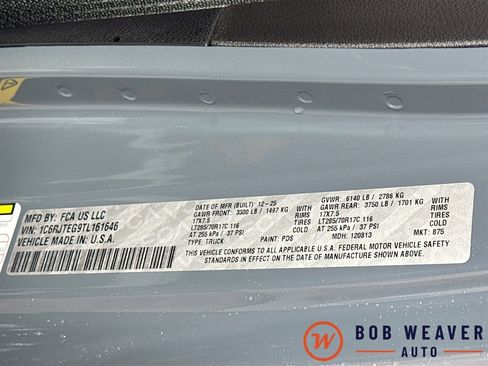 MFD BY: FCA US LLC
VIN: 1C6RJTEG9TL161646
VEHICLE MADE IN U.S.A.
DATE OF MFR (BUILT): 12-25
GAWR FRONT: 3300 LB / 1497 KG WITH
17X7.5 RIMS
LT285/70R17C 116 TIRES
AT 255 kPa / 37 PSI COLD
TYPE: TRUCK PAINT: PDS MDH: 120813
GVWR: 6140 LB / 2786 KG
GAWR REAR: 3750 LB / 1701 KG WITH
17X7.5 RIMS
LT285/70R17C 116 TIRES
AT 255 kPa / 37 PSI COLD
MKT: 875
THIS VEHICLE CONFORMS TO ALL APPLICABLE U.S.A. FEDERAL MOTOR VEHICLE SAFETY
STANDARDS IN EFFECT ON THE DATE OF MANUFACTURE SHOWN ABOVE
W
BOB WEAVER
AUTO